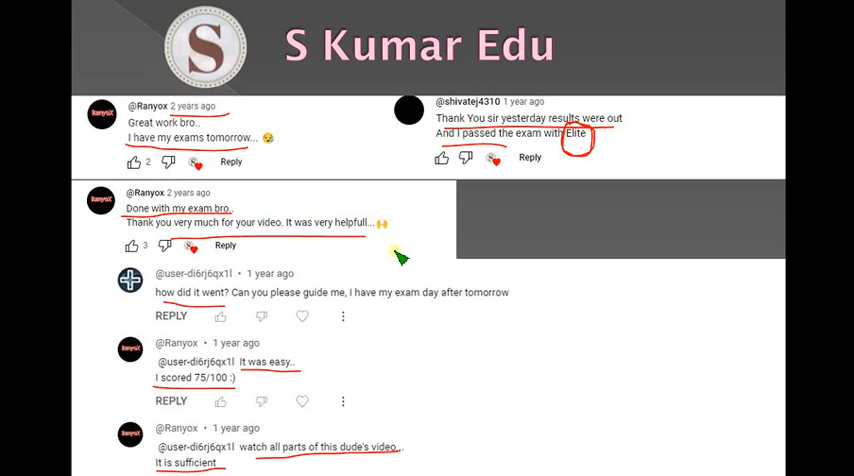 S
S Kumar Edu
RanyoX
@Ranyox 2 years ago
Great work bro..
I have my exams tomorrow... 😪
2
S
Reply
@shivatej4310 1 year ago
Thank You sir yesterday results were out
And I passed the exam with Elite
S
Reply
RanyoX
@Ranyox 2 years ago
Done with my exam bro..
Thank you very much for your video. It was very helpfull...🙌
3
S
Reply
@user-di6rj6qx1l • 1 year ago
how did it went? Can you please guide me, I have my exam day after tomorrow
REPLY
RanyoX
@Ranyox • 1 year ago
@user-di6rj6qx1l It was easy..
I scored 75/100 :)
REPLY
RanyoX
@Ranyox • 1 year ago
@user-di6rj6qx1l watch all parts of this dude's video..
It is sufficient